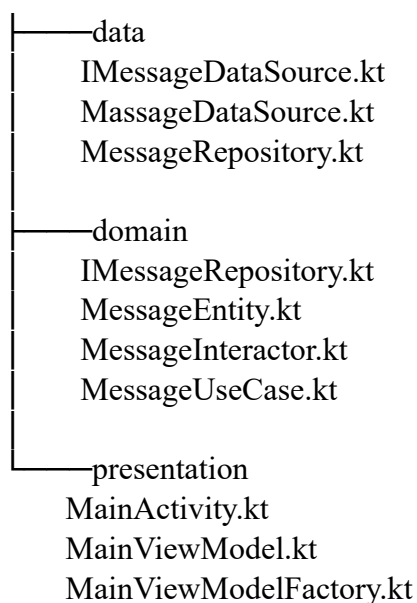 data
IMessageDataSource.kt
MassageDataSource.kt
MessageRepository.kt
domain
IMessageRepository.kt
MessageEntity.kt
MessageInteractor.kt
MessageUseCase.kt
presentation
MainActivity.kt
MainViewModel.kt
MainViewModelFactory.kt